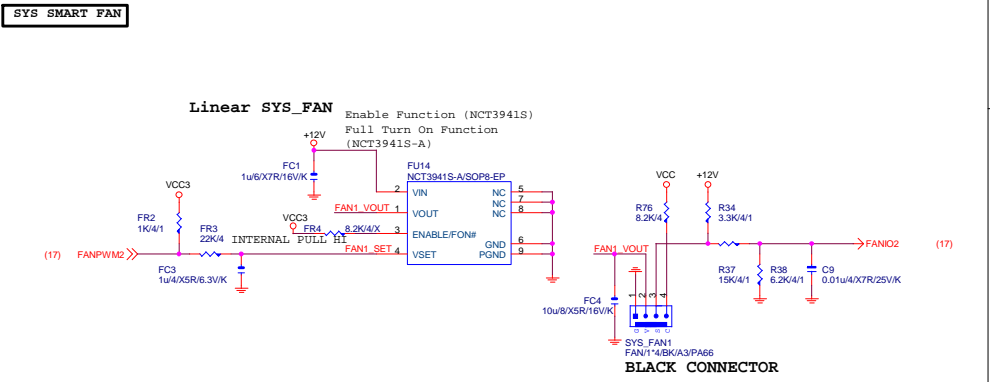 SYS SMART FAN
Linear SYS_FAN
Enable Function (NCT3941S)
Full Turn On Function
(NCT3941S-A)
+12V
FC1
1u/6/X7R/16V/K
FU14
NCT3941S-A/SOP8-EP
2 VIN
FAN1_VOUT 1 VOUT
3 ENABLE/FON#
FAN1_SET 4 VSET
NC 5
NC 7
NC 8
GND 6
PGND 9
VCC3
FR4 8.2K/4/X
INTERNAL PULL HI
VCC3
FR2
1K/4/1
FR3
22K/4
(17) FANPWM2
FC3
1u/4/X5R/6.3V/K
VCC
+12V
R76
8.2K/4
R34
3.3K/4/1
FAN1_VOUT
FANIO2 (17)
R37
15K/4/1
R38
6.2K/4/1
C9
0.01u/4/X7R/25V/K
FC4
10u/8/X5R/16V/K
1 2 3 4
G V S C
SYS_FAN1
FAN/1*4/BK/A3/PA66
BLACK CONNECTOR